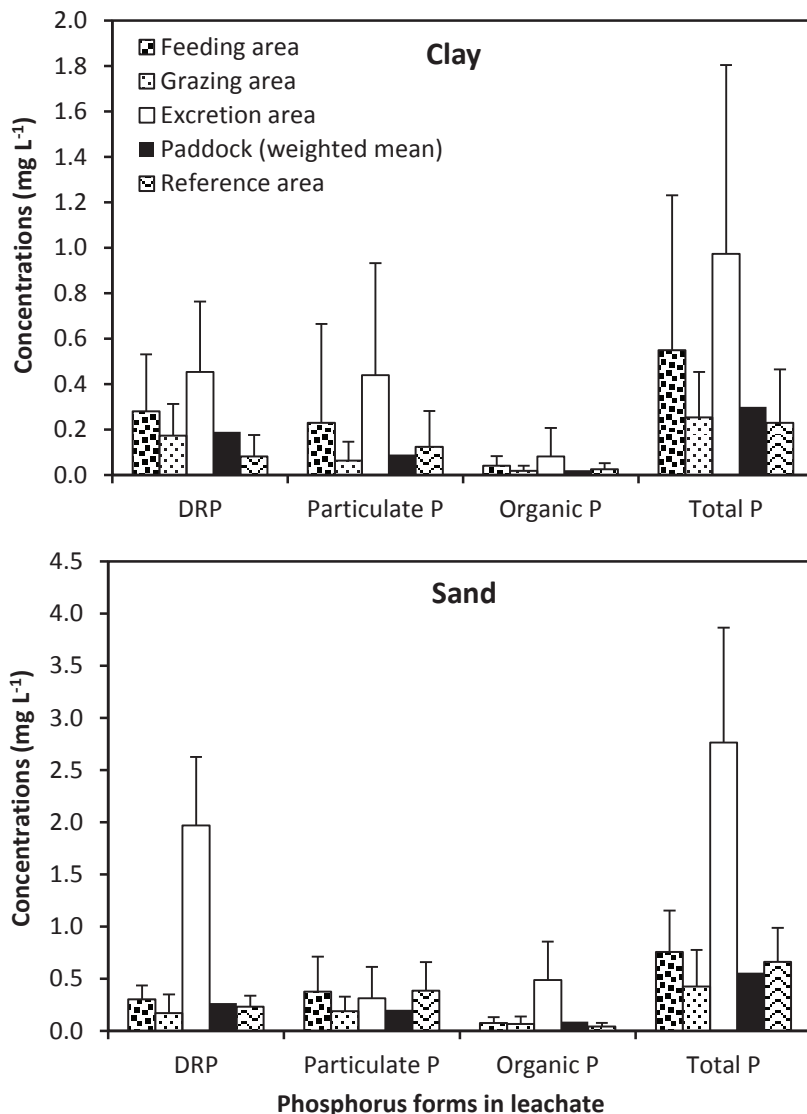 Clay
Feeding area
Grazing area
Excretion area
Paddock (weighted mean)
Reference area
Concentrations (mg L⁻¹)
2.0
1.8
1.6
1.4
1.2
1.0
0.8
0.6
0.4
0.2
0.0
DRP Particulate P Organic P Total P
Sand
Concentrations (mg L⁻¹)
4.5
4.0
3.5
3.0
2.5
2.0
1.5
1.0
0.5
0.0
DRP Particulate P Organic P Total P
Phosphorus forms in leachate